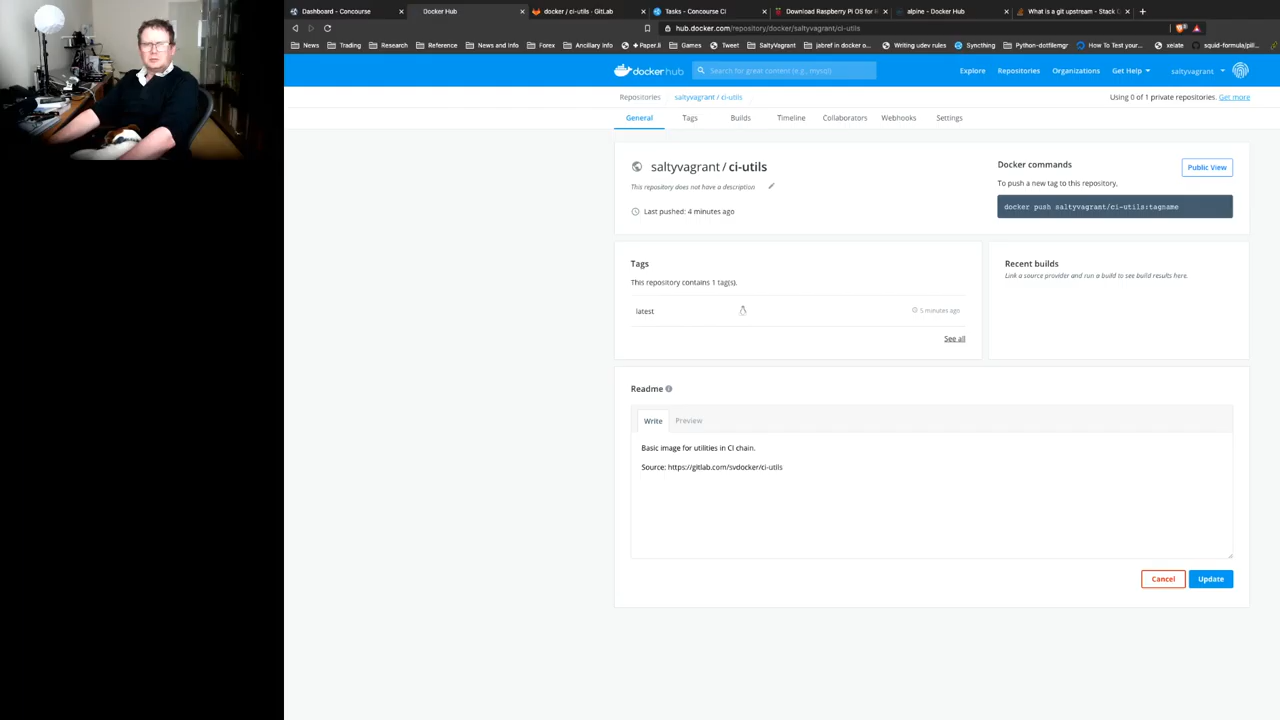 Dashboard - Concourse
Docker Hub
docker / ci-utils · GitLab
Tasks - Concourse CI
Download Raspberry Pi OS for R
alpine - Docker Hub
What is a git upstream - Stack O
hub.docker.com/repository/docker/saltyvagrant/ci-utils
News
Trading
Research
Reference
News and Info
Forex
Ancillary Info
+ Paper.li
Games
Tweet
SaltyVagrant
jabref in docker o...
Writing udev rules
Syncthing
Python-dotfilemgr
How To Test your...
xelate
squid-formula/pill...
docker hub
Search for great content (e.g., mysql)
Explore
Repositories
Organizations
Get Help
saltyvagrant
Repositories
saltyvagrant / ci-utils
Using 0 of 1 private repositories. Get more
General
Tags
Builds
Timeline
Collaborators
Webhooks
Settings
saltyvagrant / ci-utils
This repository does not have a description
Last pushed: 4 minutes ago
Docker commands
Public View
To push a new tag to this repository,
docker push saltyvagrant/ci-utils:tagname
Tags
This repository contains 1 tag(s).
latest
5 minutes ago
See all
Recent builds
Link a source provider and run a build to see build results here.
Readme
Write
Preview
Basic image for utilities in CI chain.
Source: https://gitlab.com/svdocker/ci-utils
Cancel
Update